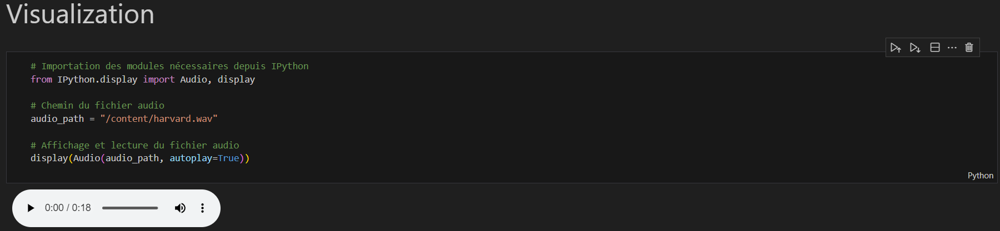 Visualization
# Importation des modules nécessaires depuis IPython
from IPython.display import Audio, display
# Chemin du fichier audio
audio_path = "/content/harvard.wav"
# Affichage et lecture du fichier audio
display(Audio(audio_path, autoplay=True))
Python
0:00 / 0:18